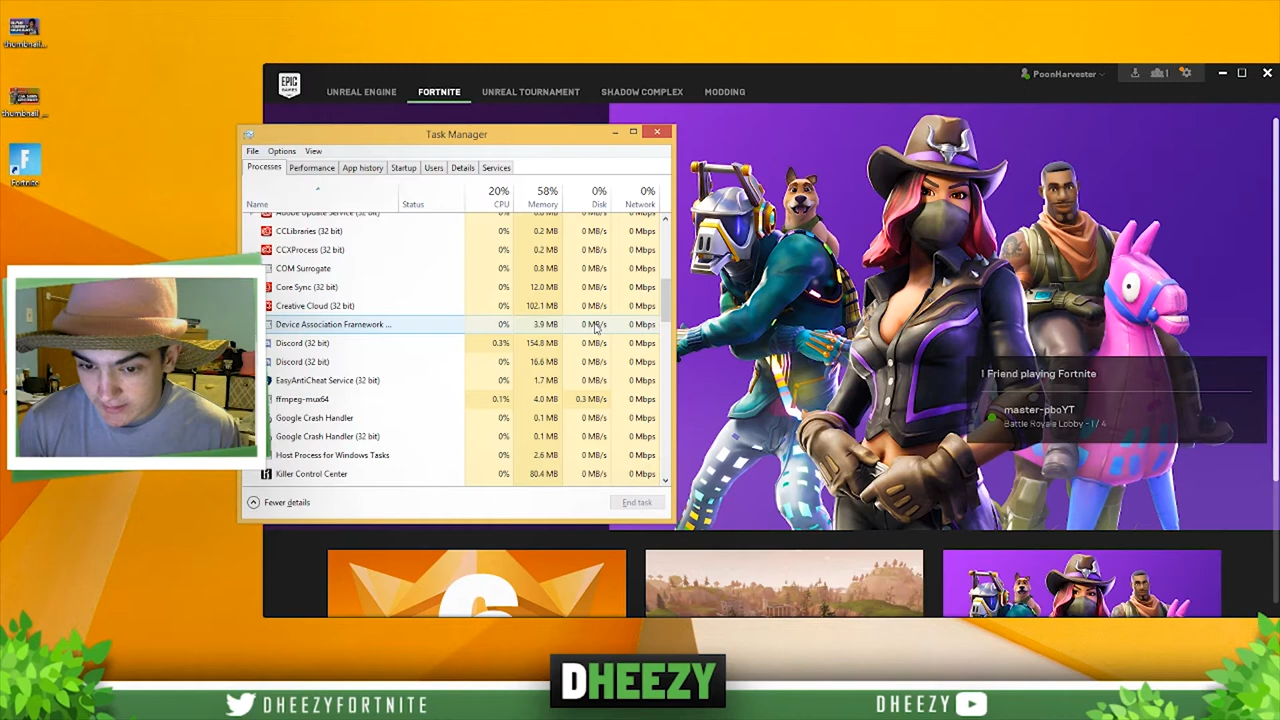 thumbnail...
thumbnail_...
Fortnite
EPIC
GAMES
UNREAL ENGINE
FORTNITE
UNREAL TOURNAMENT
SHADOW COMPLEX
MODDING
PoonHarvester
1
Task Manager
File Options View
Processes Performance App history Startup Users Details Services
20% 58% 0% 0%
Name Status CPU Memory Disk Network
Adobe Update Service (32 bit)
CCLibraries (32 bit) 0% 0.2 MB 0 MB/s 0 Mbps
CCXProcess (32 bit) 0% 0.2 MB 0 MB/s 0 Mbps
COM Surrogate 0% 0.8 MB 0 MB/s 0 Mbps
Core Sync (32 bit) 0% 12.0 MB 0 MB/s 0 Mbps
Creative Cloud (32 bit) 0% 102.1 MB 0 MB/s 0 Mbps
Device Association Framework ... 0% 3.9 MB 0 MB/s 0 Mbps
Discord (32 bit) 0.3% 154.8 MB 0 MB/s 0 Mbps
Discord (32 bit) 0% 16.6 MB 0 MB/s 0 Mbps
EasyAntiCheat Service (32 bit) 0% 1.7 MB 0 MB/s 0 Mbps
ffmpeg-mux64 0.1% 4.0 MB 0.3 MB/s 0 Mbps
Google Crash Handler 0% 0.1 MB 0 MB/s 0 Mbps
Google Crash Handler (32 bit) 0% 0.1 MB 0 MB/s 0 Mbps
Host Process for Windows Tasks 0% 2.6 MB 0 MB/s 0 Mbps
Killer Control Center 0% 80.4 MB 0 MB/s 0 Mbps
Fewer details
End task
1 Friend playing Fortnite
master-pboYT
Battle Royale Lobby - 1 / 4
DHEEZY
DHEEZYFORTNITE
DHEEZY